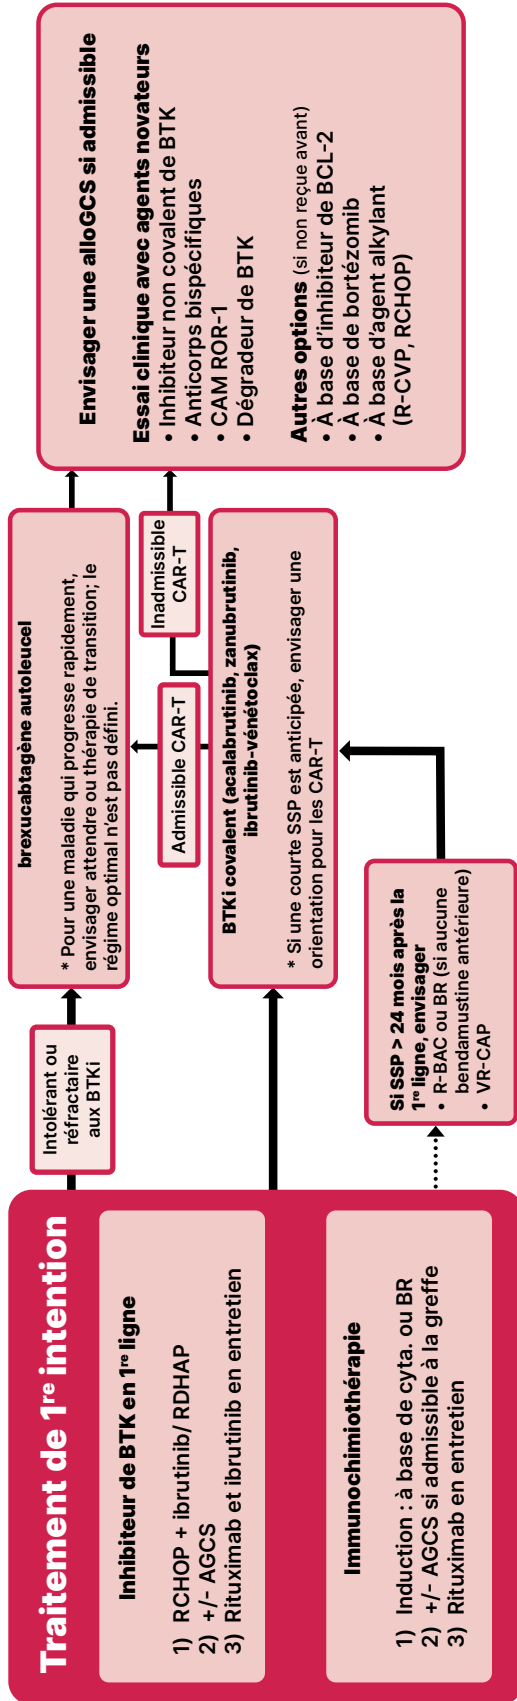 Traitement de 1re intention
Inhibiteur de BTK en 1re ligne
1) RCHOP + ibrutinib/ RDHAP
2) +/- AGCS
3) Rituximab et ibrutinib en entretien
Immunochimiothérapie
1) Induction : à base de cyta. ou BR
2) +/- AGCS si admissible à la greffe
3) Rituximab en entretien
Intolérant ou
réfractaire
aux BTKi
brexucabtagène autoleucel
* Pour une maladie qui progresse rapidement,
envisager attendre ou thérapie de transition; le
régime optimal n'est pas défini.
Admissible CAR-T
Inadmissible
CAR-T
BTKi covalent (acalabrutinib, zanubrutinib,
ibrutinib-vénétoclax)
* Si une courte SSP est anticipée, envisager une
orientation pour les CAR-T
Si SSP > 24 mois après la
1re ligne, envisager
• R-BAC ou BR (si aucune
bendamustine antérieure)
• VR-CAP
Envisager une alloGCS si admissible
Essai clinique avec agents novateurs
• Inhibiteur non covalent de BTK
• Anticorps bispécifiques
• CAM ROR-1
• Dégradeur de BTK
Autres options (si non reçue avant)
• À base d'inhibiteur de BCL-2
• À base de bortézomib
• À base d'agent alkylant
(R-CVP, RCHOP)